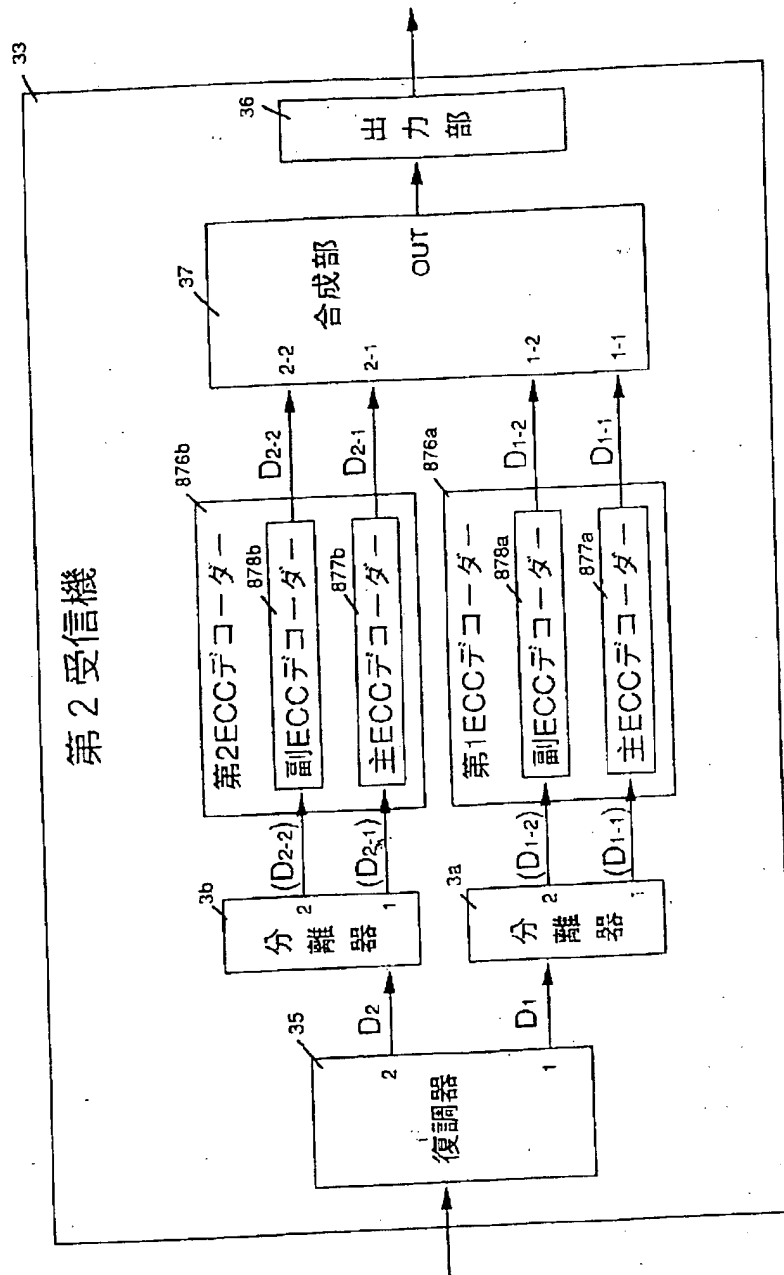 第2受信機
33
35
復調器
2
1
D2
D1
3b
分離器
2
1
3a
分離器
2
1
(D2-2)
(D2-1)
(D1-2)
(D1-1)
876b
第2ECCデコーダー
878b
副ECCデコーダー
877b
主ECCデコーダー
876a
第1ECCデコーダー
878a
副ECCデコーダー
877a
主ECCデコーダー
D2-2
D2-1
D1-2
D1-1
37
合成部
2-2
2-1
1-2
1-1
OUT
36
出力部